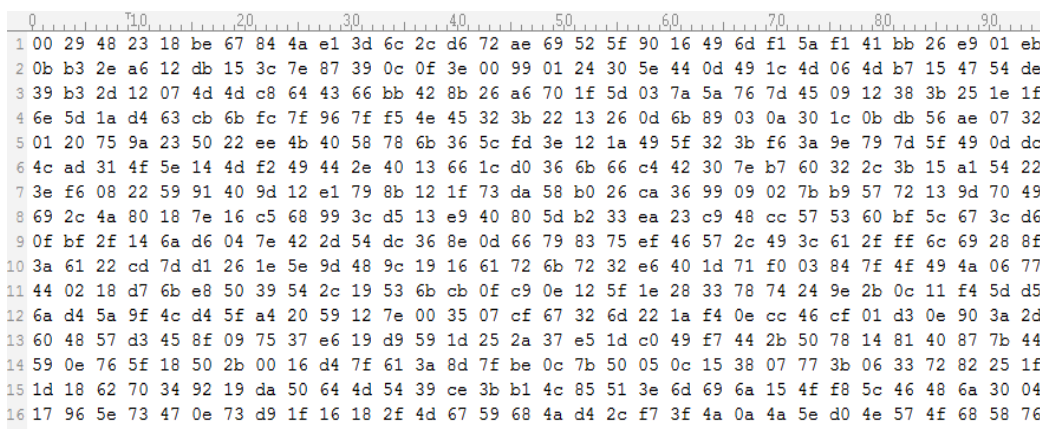 0 10 20 30 40 50 60 70 80 90
1 00 29 48 23 18 be 67 84 4a e1 3d 6c 2c d6 72 ae 69 52 5f 90 16 49 6d f1 5a f1 41 bb 26 e9 01 eb
2 0b b3 2e a6 12 db 15 3c 7e 87 39 0c 0f 3e 00 99 01 24 30 5e 44 0d 49 1c 4d 06 4d b7 15 47 54 de
3 39 b3 2d 12 07 4d 4d c8 64 43 66 bb 42 8b 26 a6 70 1f 5d 03 7a 5a 76 7d 45 09 12 38 3b 25 1e 1f
4 6e 5d 1a d4 63 cb 6b fc 7f 96 7f f5 4e 45 32 3b 22 13 26 0d 6b 89 03 0a 30 1c 0b db 56 ae 07 32
5 01 20 75 9a 23 50 22 ee 4b 40 58 78 6b 36 5c fd 3e 12 1a 49 5f 32 3b f6 3a 9e 79 7d 5f 49 0d dc
6 4c ad 31 4f 5e 14 4d f2 49 44 2e 40 13 66 1c d0 36 6b 66 c4 42 30 7e b7 60 32 2c 3b 15 a1 54 22
7 3e f6 08 22 59 91 40 9d 12 e1 79 8b 12 1f 73 da 58 b0 26 ca 36 99 09 02 7b b9 57 72 13 9d 70 49
8 69 2c 4a 80 18 7e 16 c5 68 99 3c d5 13 e9 40 80 5d b2 33 ea 23 c9 48 cc 57 53 60 bf 5c 67 3c d6
9 0f bf 2f 14 6a d6 04 7e 42 2d 54 dc 36 8e 0d 66 79 83 75 ef 46 57 2c 49 3c 61 2f ff 6c 69 28 8f
10 3a 61 22 cd 7d d1 26 1e 5e 9d 48 9c 19 16 61 72 6b 72 32 e6 40 1d 71 f0 03 84 7f 4f 49 4a 06 77
11 44 02 18 d7 6b e8 50 39 54 2c 19 53 6b cb 0f c9 0e 12 5f 1e 28 33 78 74 24 9e 2b 0c 11 f4 5d d5
12 6a d4 5a 9f 4c d4 5f a4 20 59 12 7e 00 35 07 cf 67 32 6d 22 1a f4 0e cc 46 cf 01 d3 0e 90 3a 2d
13 60 48 57 d3 45 8f 09 75 37 e6 19 d9 59 1d 25 2a 37 e5 1d c0 49 f7 44 2b 50 78 14 81 40 87 7b 44
14 59 0e 76 5f 18 50 2b 00 16 d4 7f 61 3a 8d 7f be 0c 7b 50 05 0c 15 38 07 77 3b 06 33 72 82 25 1f
15 1d 18 62 70 34 92 19 da 50 64 4d 54 39 ce 3b b1 4c 85 51 3e 6d 69 6a 15 4f f8 5c 46 48 6a 30 04
16 17 96 5e 73 47 0e 73 d9 1f 16 18 2f 4d 67 59 68 4a d4 2c f7 3f 4a 0a 4a 5e d0 4e 57 4f 68 58 76